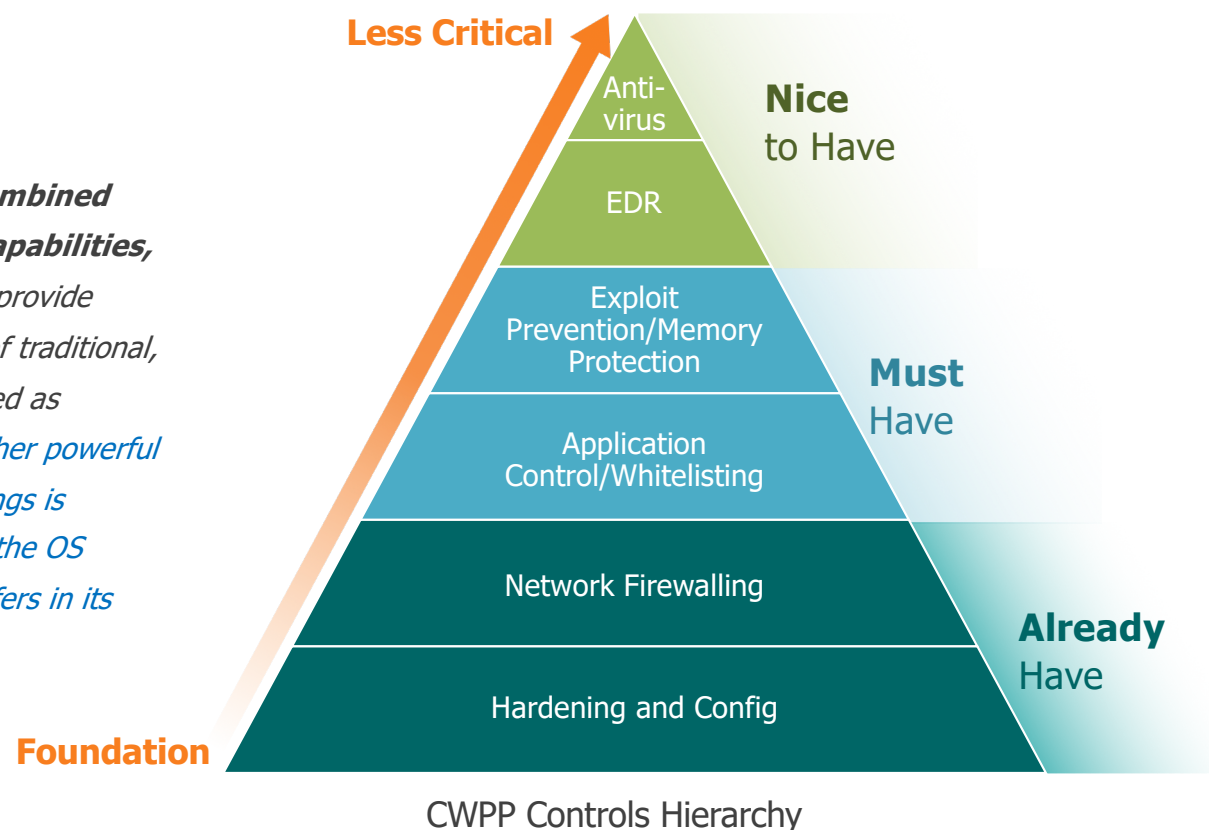 Less Critical
Anti-
virus
Nice
to Have
EDR
apabilities,
provide
f traditional,
ed as
her powerful
ngs is
the OS
fers in its
mbined
Exploit
Prevention/Memory
Protection
Must
Have
Application
Control/Whitelisting
Network Firewalling
Already
Have
Hardening and Config
Foundation
CWPP Controls Hierarchy